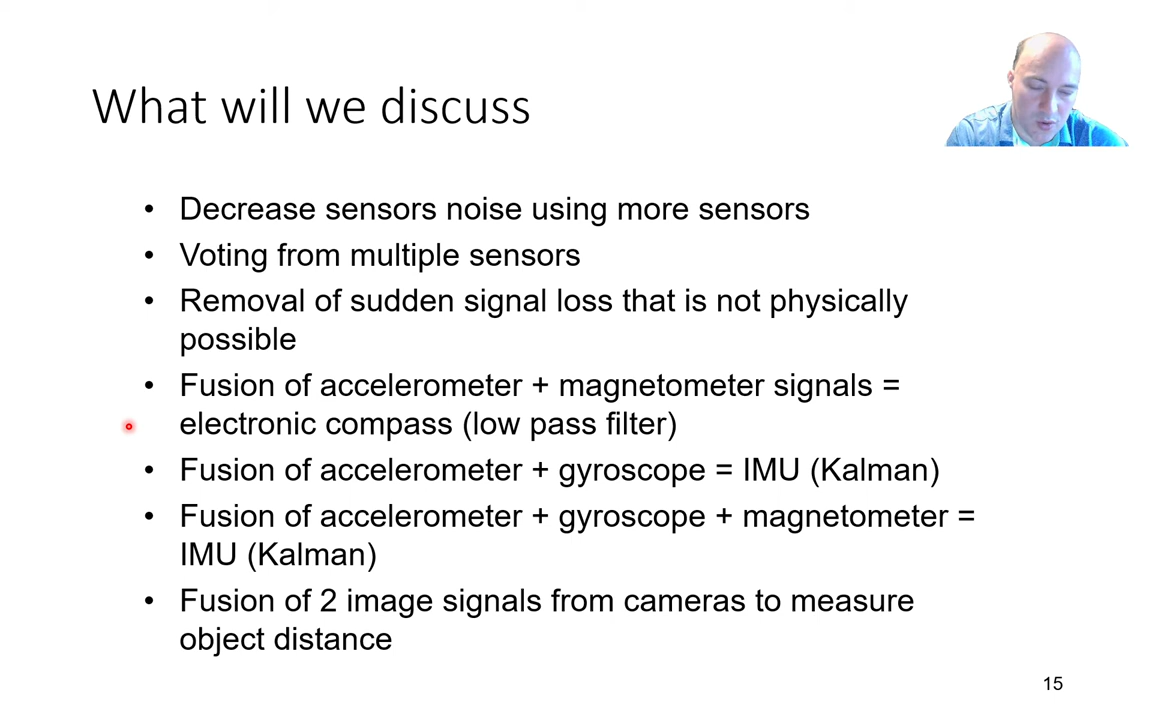 What will we discuss
• Decrease sensors noise using more sensors
• Voting from multiple sensors
• Removal of sudden signal loss that is not physically
possible
• Fusion of accelerometer + magnetometer signals =
electronic compass (low pass filter)
• Fusion of accelerometer + gyroscope = IMU (Kalman)
• Fusion of accelerometer + gyroscope + magnetometer =
IMU (Kalman)
• Fusion of 2 image signals from cameras to measure
object distance
15